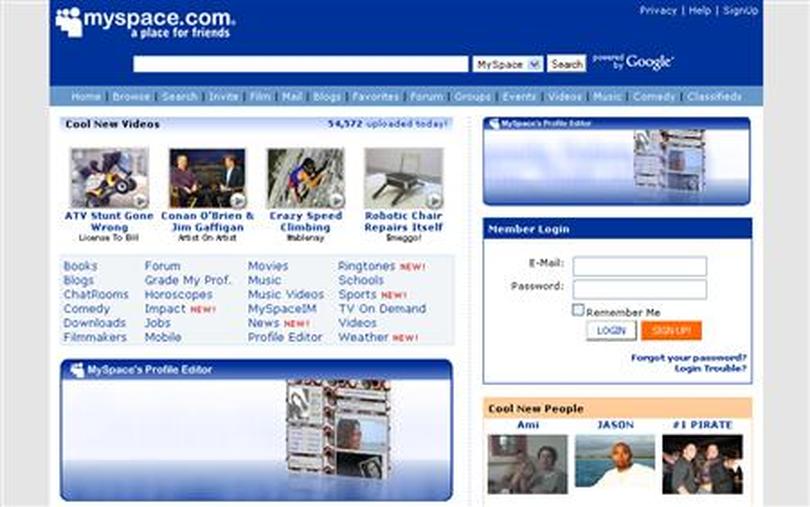 myspace.com
a place for friends
Privacy | Help | SignUp
MySpace
Search
powered by Google
Home | Browse | Search | Invite | Film | Mail | Blogs | Favorites | Forum | Groups | Events | Videos | Music | Comedy | Classifieds
Cool New Videos
54,572 uploaded today!
ATV Stunt Gone Wrong
License To Bill
Conan O'Brien & Jim Gaffigan
Artist On Artist
Crazy Speed Climbing
Robotic Chair Repairs Itself
Books
Blogs
ChatRooms
Comedy
Downloads
Filmmakers
Forum
Grade My Prof.
Horoscopes
Impact NEW!
Jobs
Mobile
Movies
Music
Music Videos
MySpaceIM
News NEW!
Profile Editor
Ringtones NEW!
Schools
Sports NEW!
TV On Demand
Videos
Weather NEW!
MySpace's Profile Editor
MySpace's Profile Editor
Member Login
E-Mail:
Password:
Remember Me
LOGIN
SIGN UP!
Forgot your password?
Login Trouble?
Cool New People
Ami
JASON
#1 PIRATE